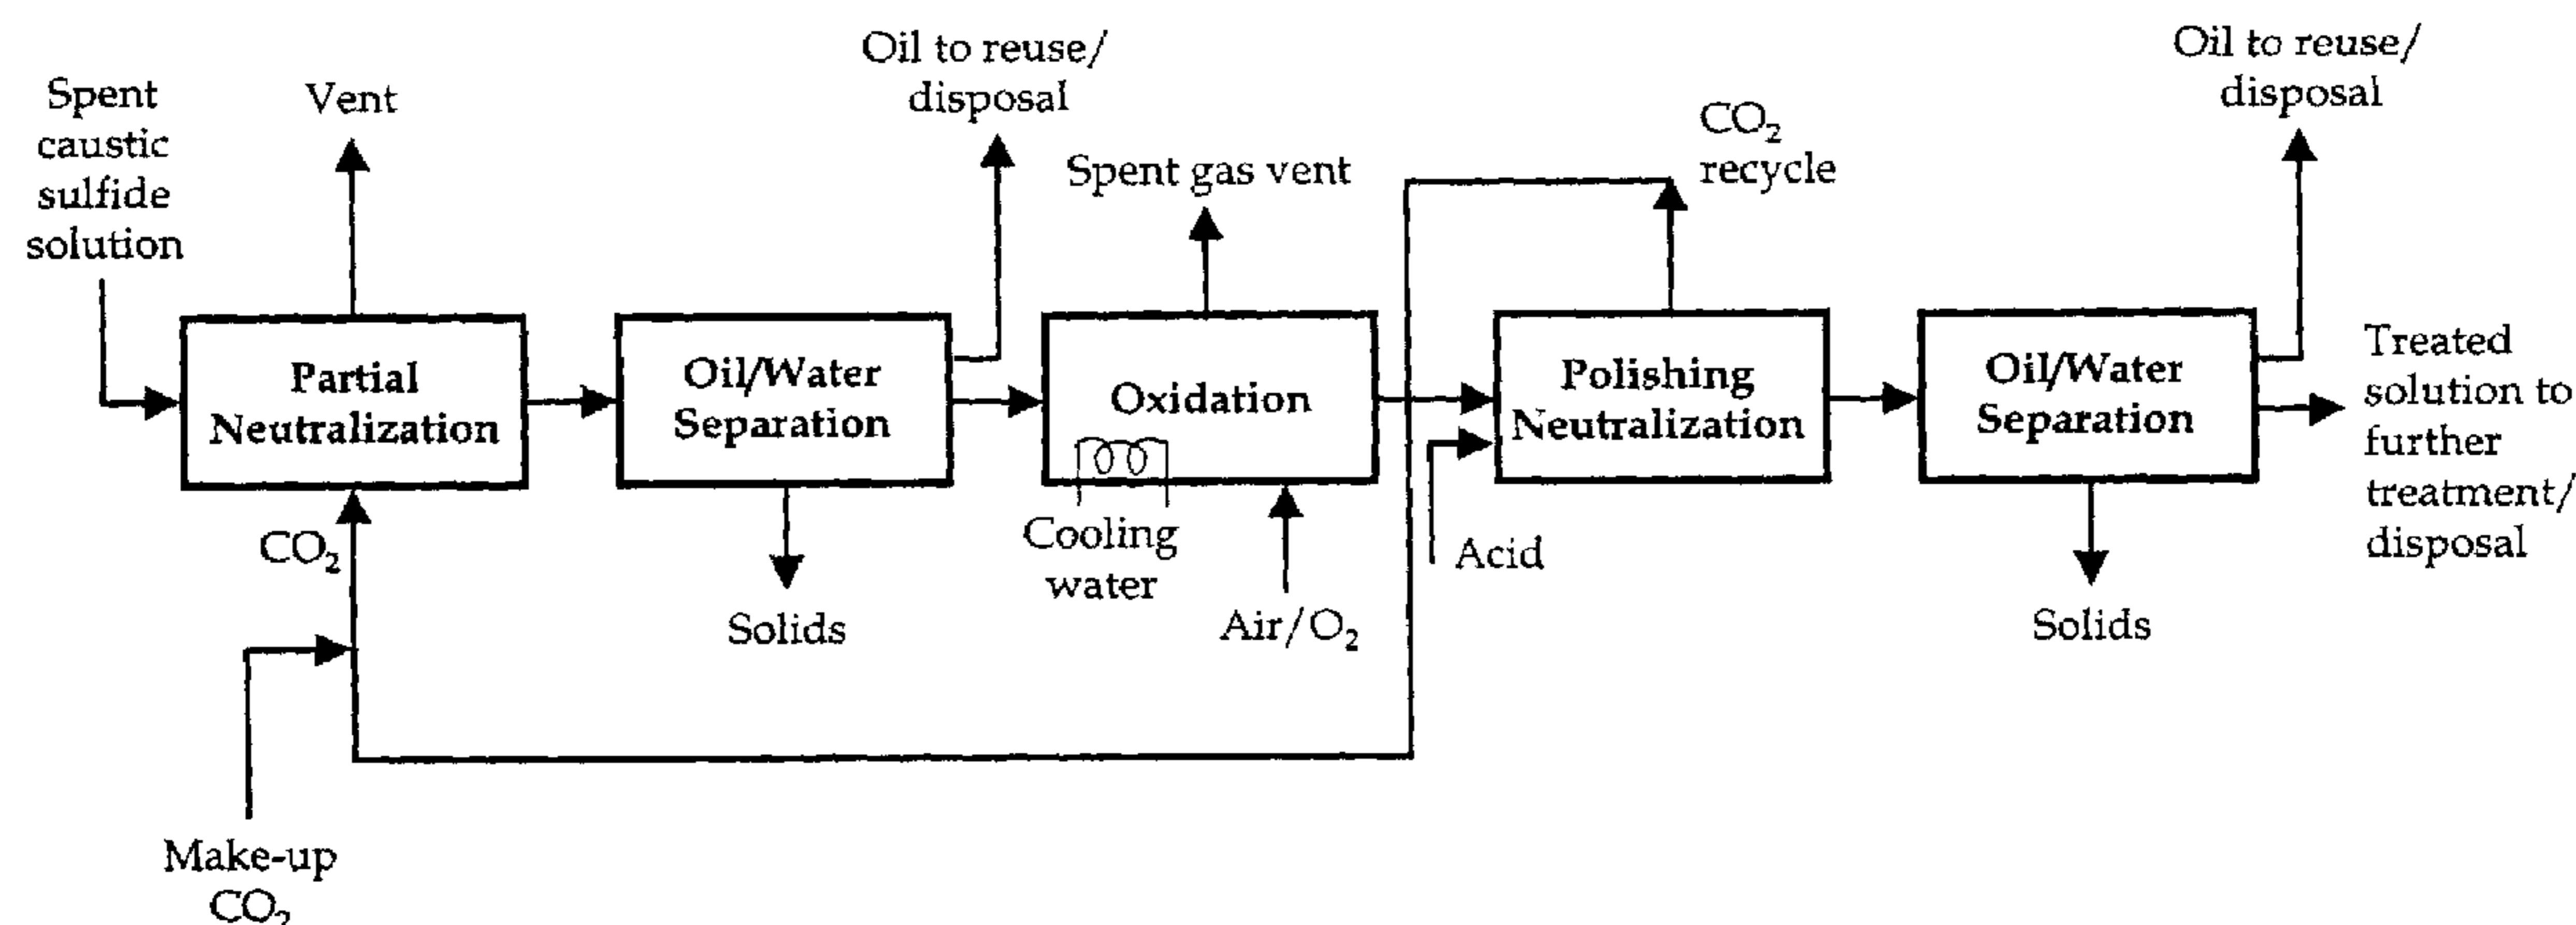 Spent
caustic
sulfide
solution
Vent
Oil to reuse/
disposal
Spent gas vent
CO₂
recycle
Oil to reuse/
disposal
Partial
Neutralization
Oil/Water
Separation
Oxidation
Polishing
Neutralization
Oil/Water
Separation
Treated
solution to
further
treatment/
disposal
CO₂
Cooling
water
Acid
Solids
Air/O₂
Solids
Make-up
CO₂